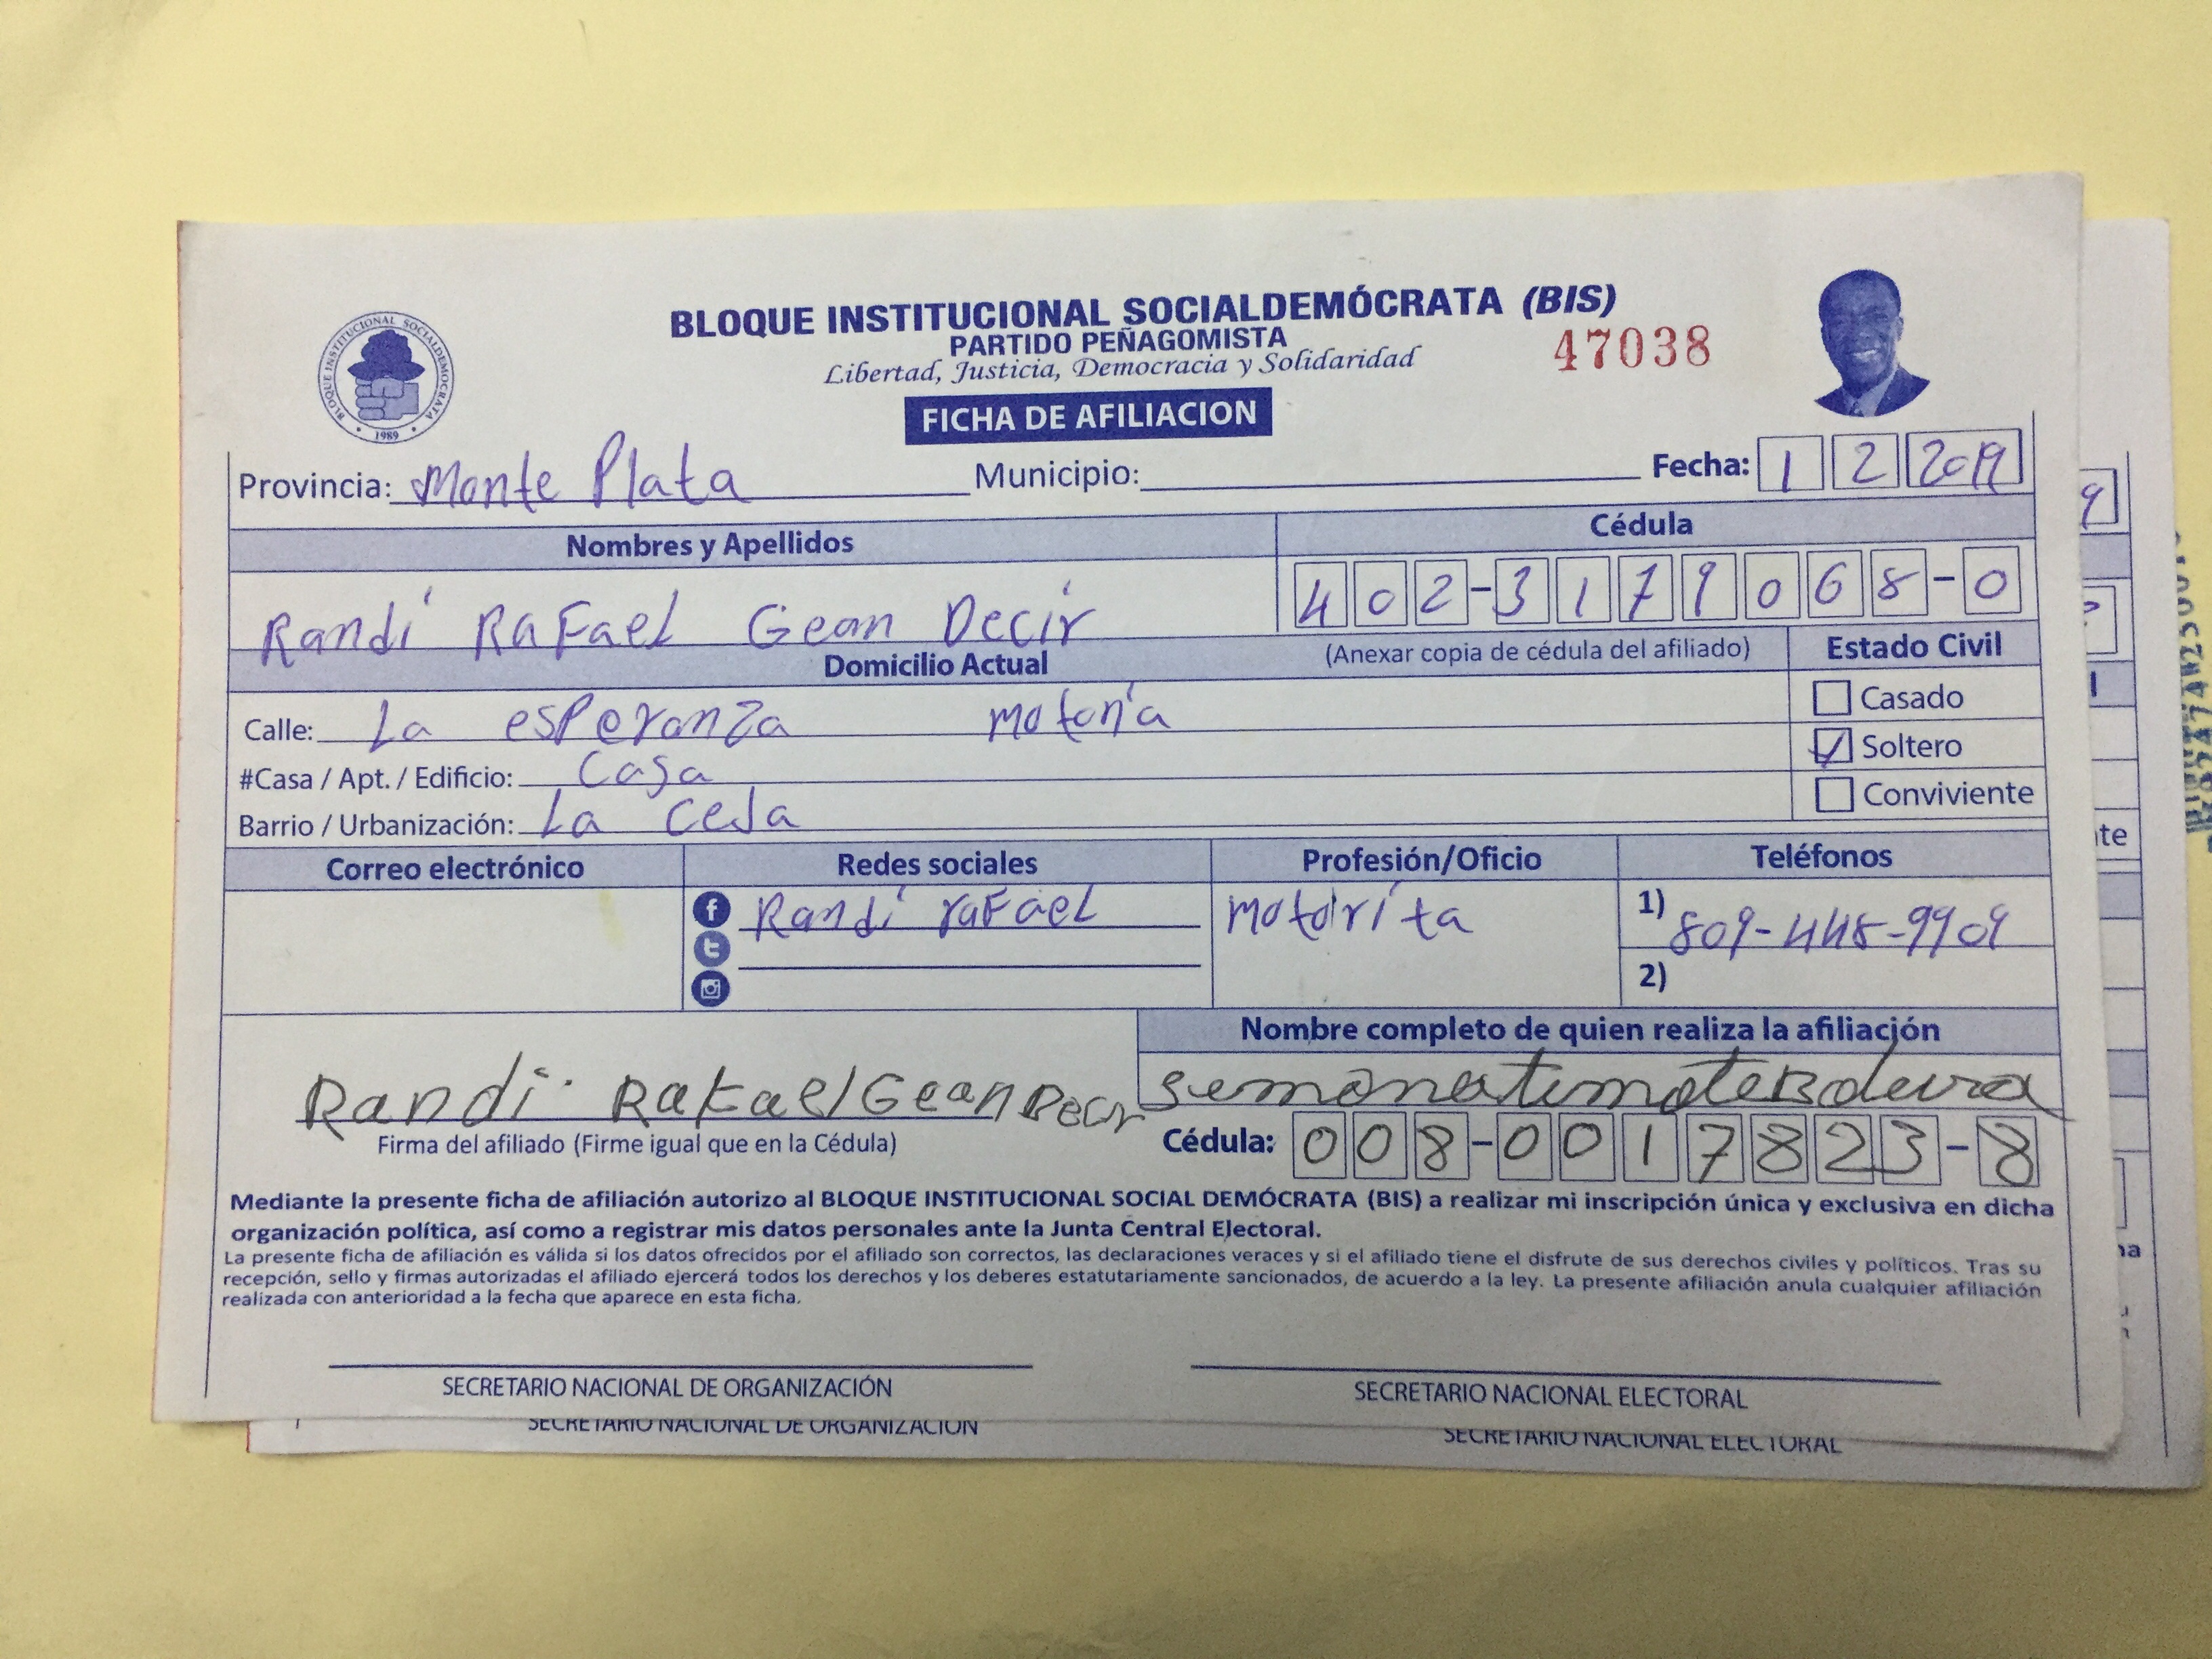 BLOQUE INSTITUCIONAL SOCIALDEMOCRATA
1989
BLOQUE INSTITUCIONAL SOCIALDEMÓCRATA (BIS)
PARTIDO PEÑAGOMISTA
47038
Libertad, Justicia, Democracia y Solidaridad
FICHA DE AFILIACION
Provincia: Monte Plata Municipio: Fecha: 1 2 2019
Nombres y Apellidos Cédula
Randi RaFael Gean Decir 402-3179068-0
Domicilio Actual (Anexar copia de cédula del afiliado) Estado Civil
Calle: La esperanza Casado
#Casa / Apt. / Edificio: Casa Soltero
Barrio / Urbanización: La Ceja Conviviente
Correo electrónico Redes sociales Profesión/Oficio Teléfonos
Randi raFael motorita 1) 809-448-9909
2)
Nombre completo de quien realiza la afiliación
Randi. Rafael Gean Decir
Firma del afiliado (Firme igual que en la Cédula) Cédula: 008-0017823-8
Mediante la presente ficha de afiliación autorizo al BLOQUE INSTITUCIONAL SOCIAL DEMÓCRATA (BIS) a realizar mi inscripción única y exclusiva en dicha
organización política, así como a registrar mis datos personales ante la Junta Central Electoral.
La presente ficha de afiliación es válida si los datos ofrecidos por el afiliado son correctos, las declaraciones veraces y si el afiliado tiene el disfrute de sus derechos civiles y políticos. Tras su
recepción, sello y firmas autorizadas el afiliado ejercerá todos los derechos y los deberes estatutariamente sancionados, de acuerdo a la ley. La presente afiliación anula cualquier afiliación
realizada con anterioridad a la fecha que aparece en esta ficha.
SECRETARIO NACIONAL DE ORGANIZACIÓN SECRETARIO NACIONAL ELECTORAL
SECRETARIO NACIONAL DE ORGANIZACIÓN SECRETARIO NACIONAL ELECTORAL